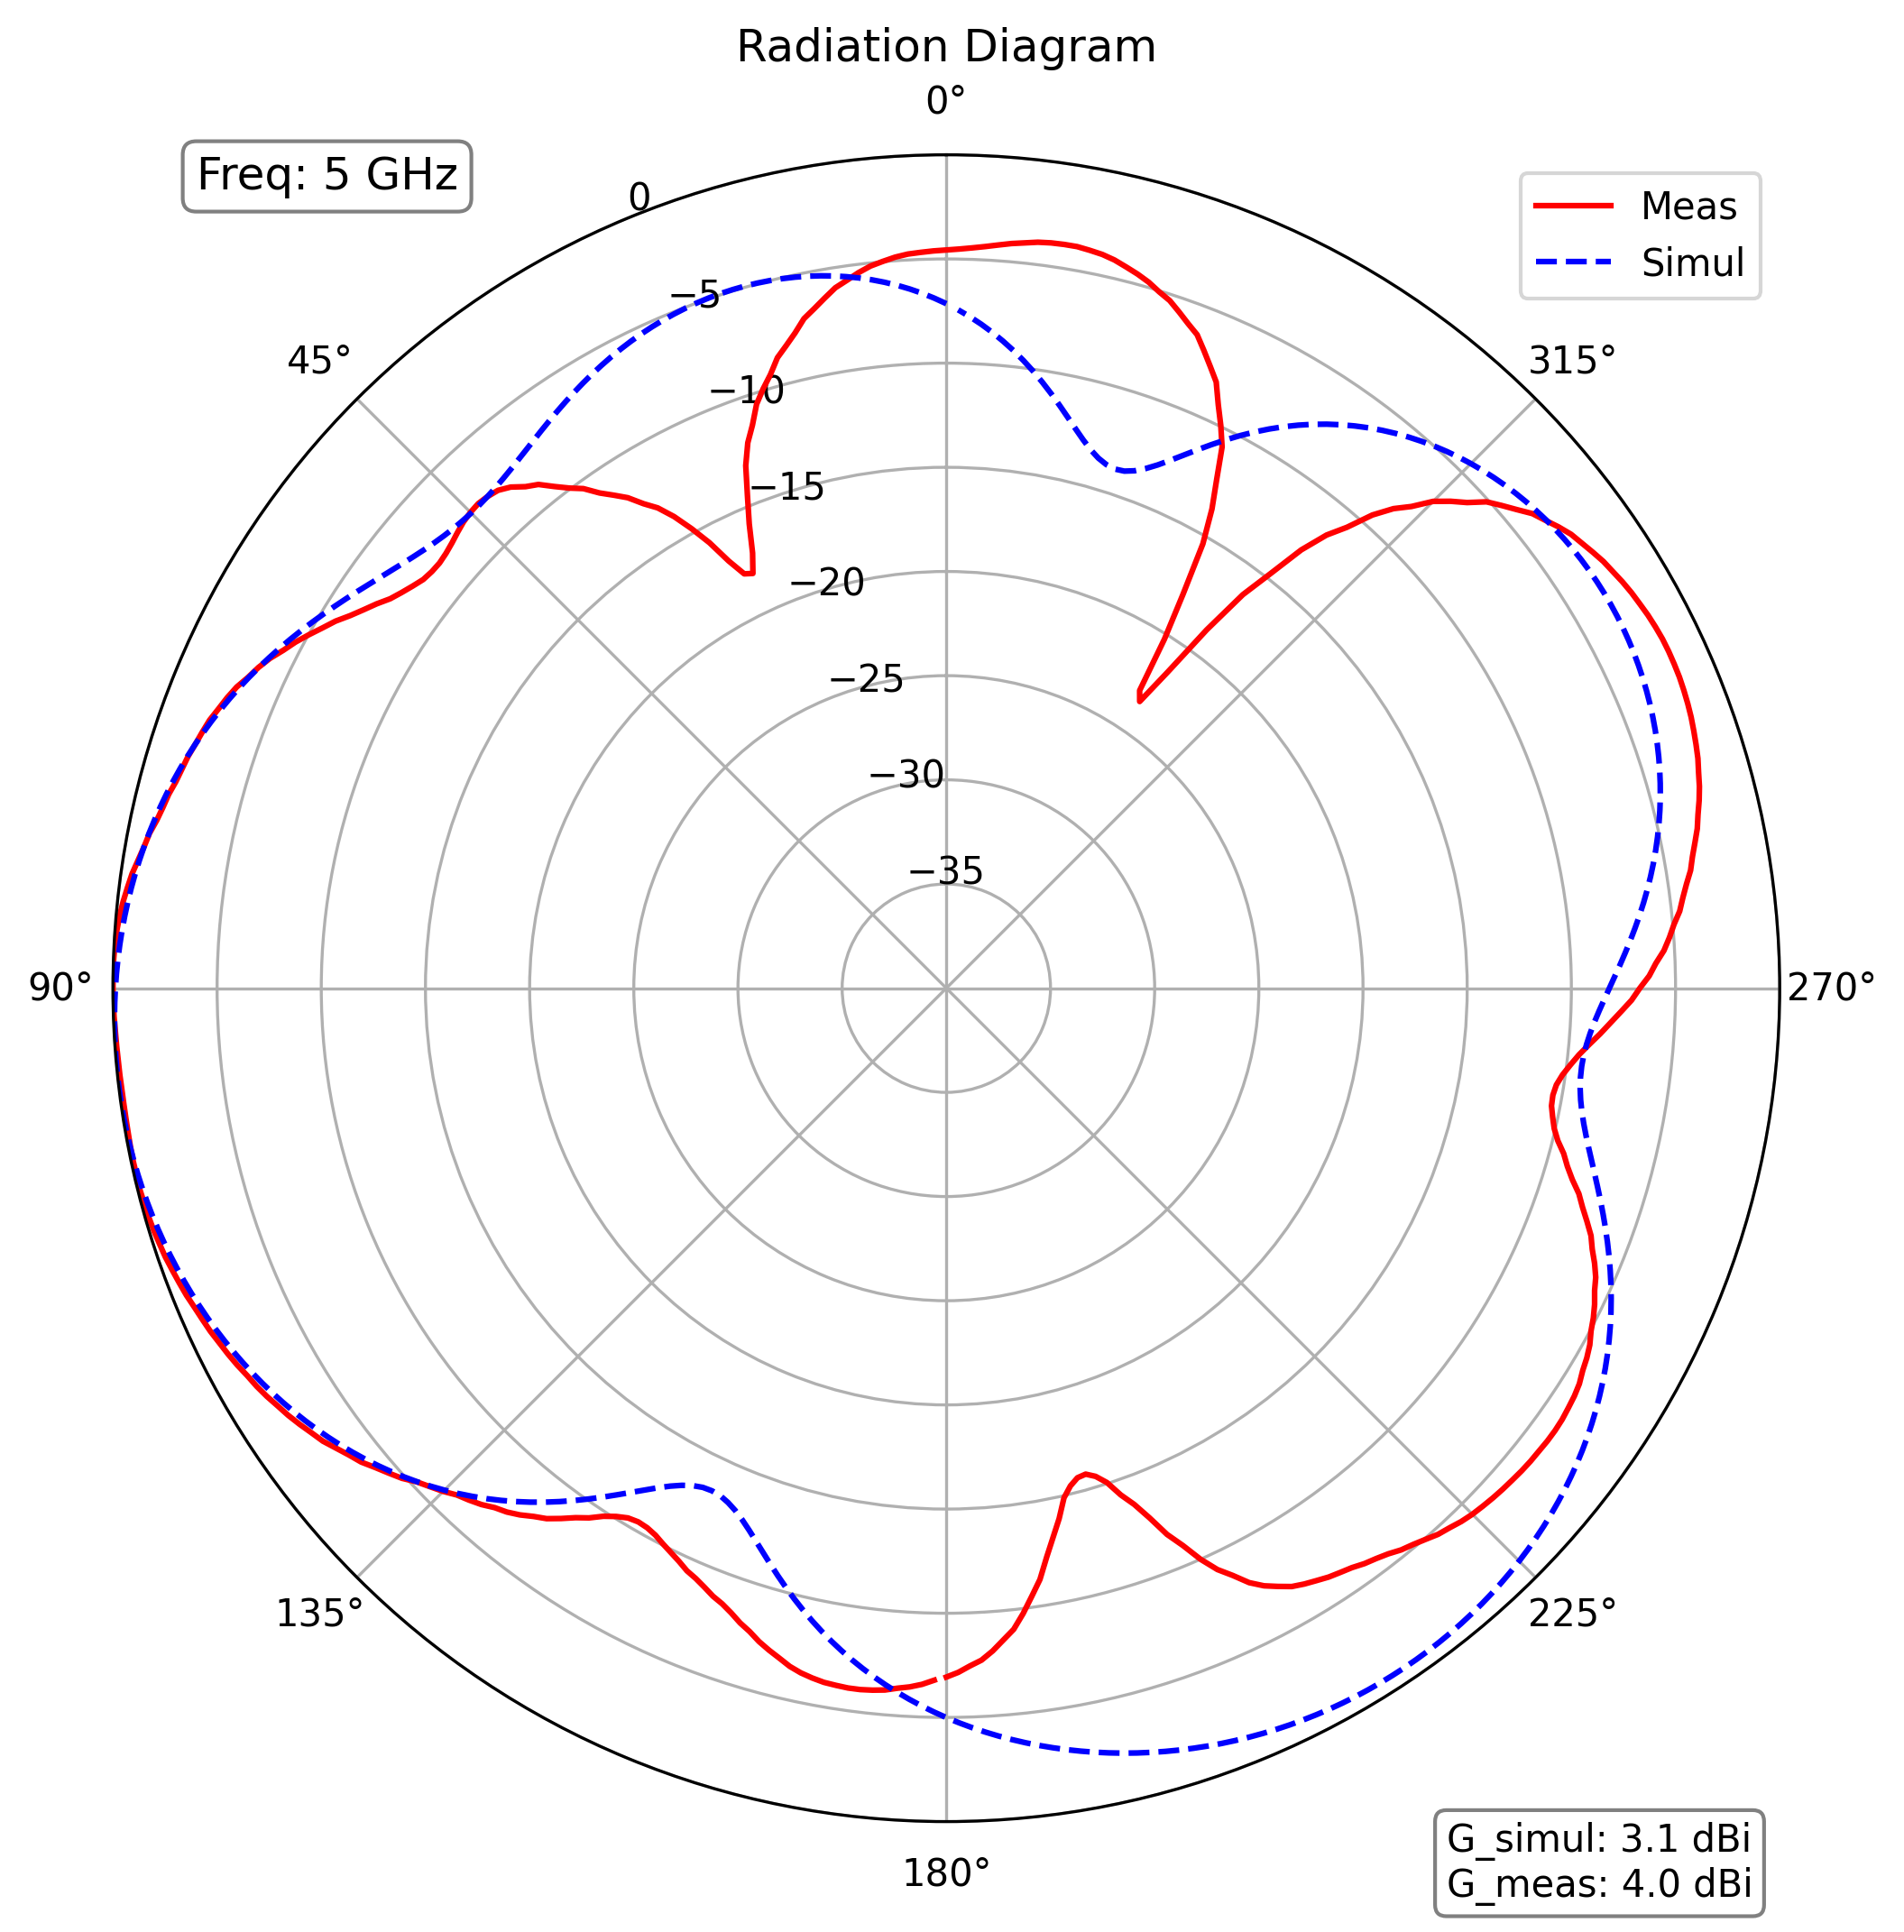 Radiation Diagram
0°
Freq: 5 GHz
0
Meas
Simul
−5
45°
315°
−10
−15
−20
−25
−30
−35
90°
270°
135°
225°
180°
G_simul: 3.1 dBi
G_meas: 4.0 dBi